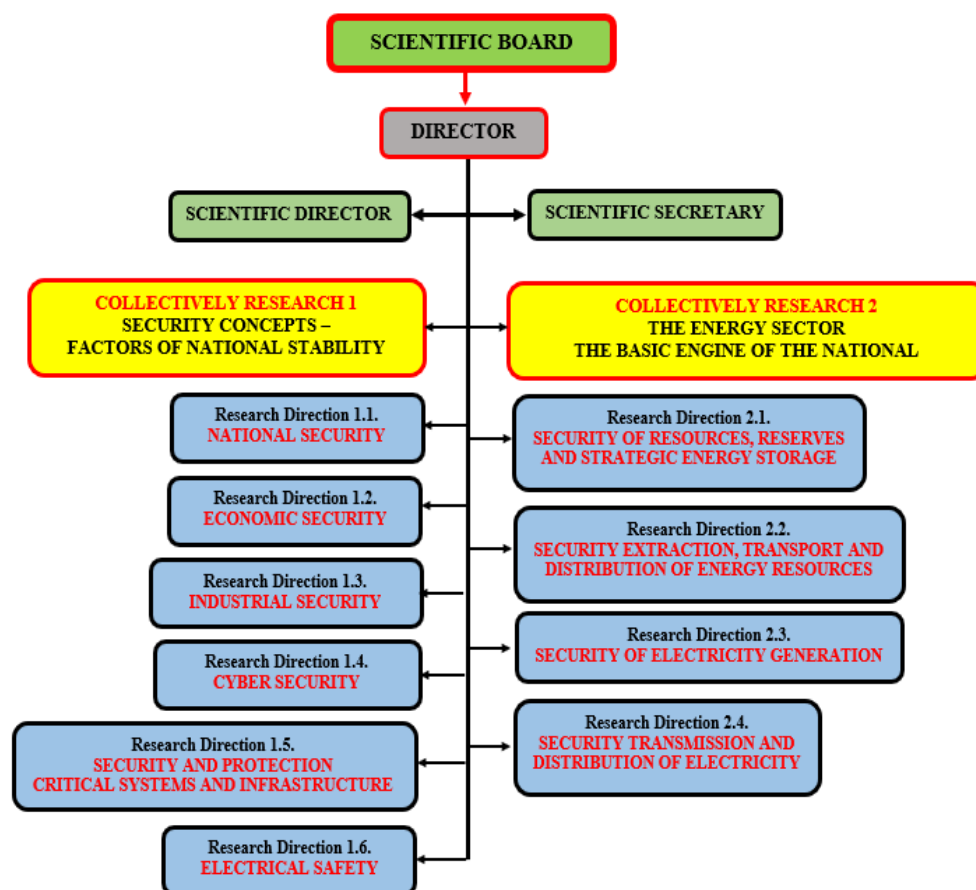 SCIENTIFIC BOARD
DIRECTOR
SCIENTIFIC DIRECTOR
SCIENTIFIC SECRETARY
COLLECTIVELY RESEARCH 1
SECURITY CONCEPTS –
FACTORS OF NATIONAL STABILITY
COLLECTIVELY RESEARCH 2
THE ENERGY SECTOR
THE BASIC ENGINE OF THE NATIONAL
Research Direction 1.1.
NATIONAL SECURITY
Research Direction 1.2.
ECONOMIC SECURITY
Research Direction 1.3.
INDUSTRIAL SECURITY
Research Direction 1.4.
CYBER SECURITY
Research Direction 1.5.
SECURITY AND PROTECTION
CRITICAL SYSTEMS AND INFRASTRUCTURE
Research Direction 1.6.
ELECTRICAL SAFETY
Research Direction 2.1.
SECURITY OF RESOURCES, RESERVES
AND STRATEGIC ENERGY STORAGE
Research Direction 2.2.
SECURITY EXTRACTION, TRANSPORT AND
DISTRIBUTION OF ENERGY RESOURCES
Research Direction 2.3.
SECURITY OF ELECTRICITY GENERATION
Research Direction 2.4.
SECURITY TRANSMISSION AND
DISTRIBUTION OF ELECTRICITY